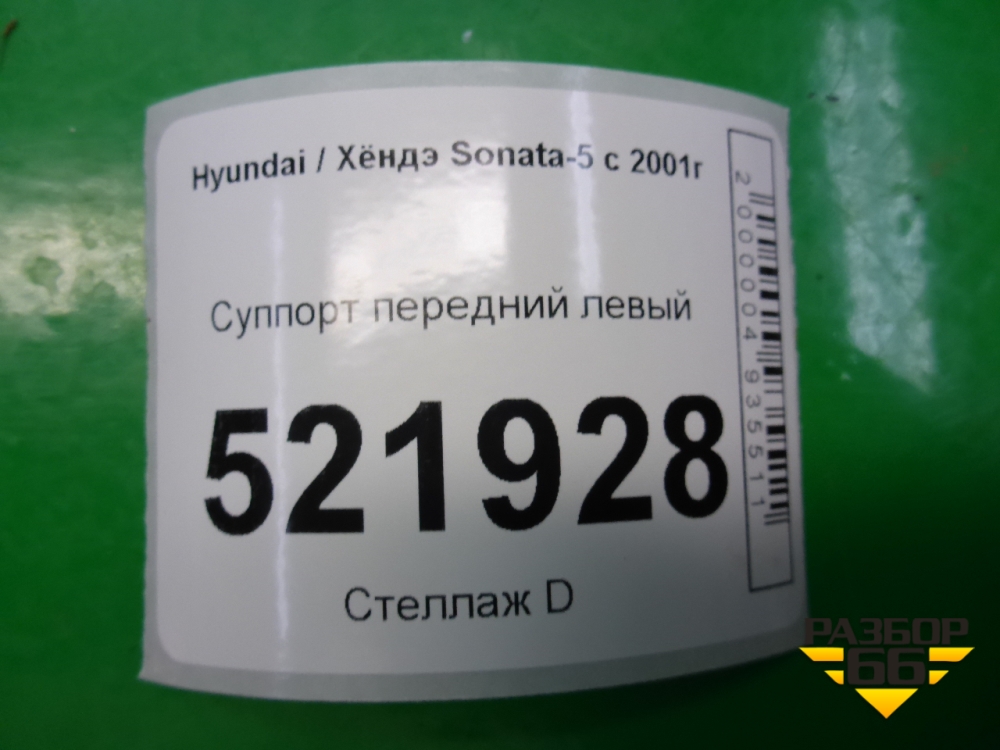 Hyundai / Хёндэ Sonata-5 с 2001г
Суппорт передний левый
521928
Стеллаж D
2000004935511
РАЗБОР
66